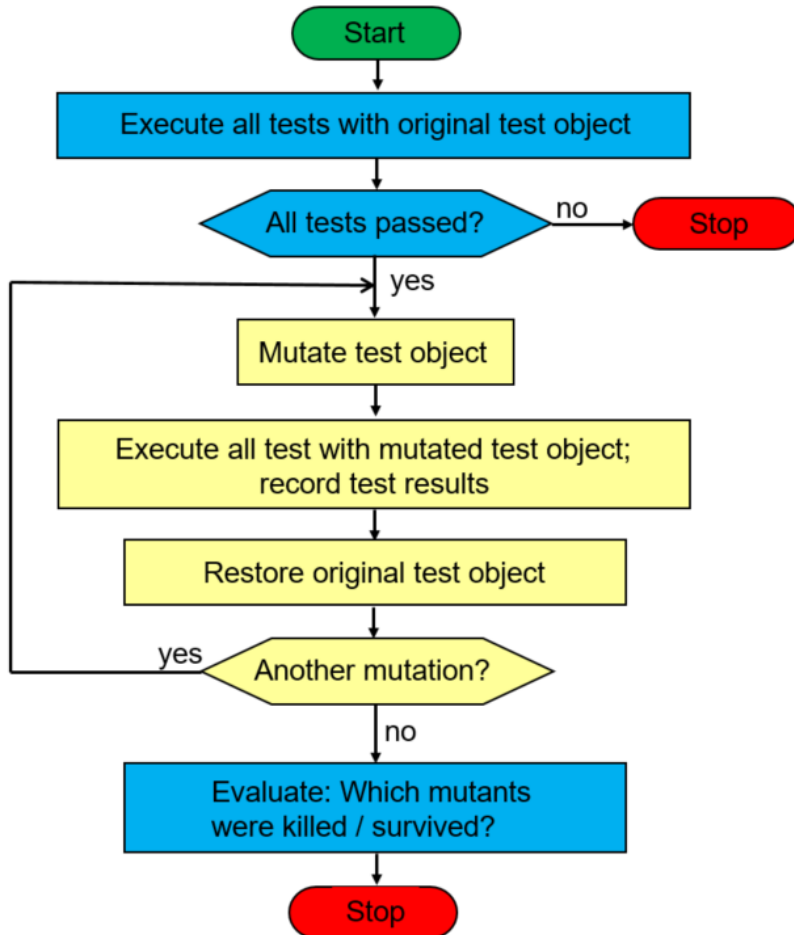 Start
Execute all tests with original test object
All tests passed?
no
Stop
yes
Mutate test object
Execute all test with mutated test object;
record test results
Restore original test object
yes
Another mutation?
no
Evaluate: Which mutants
were killed / survived?
Stop